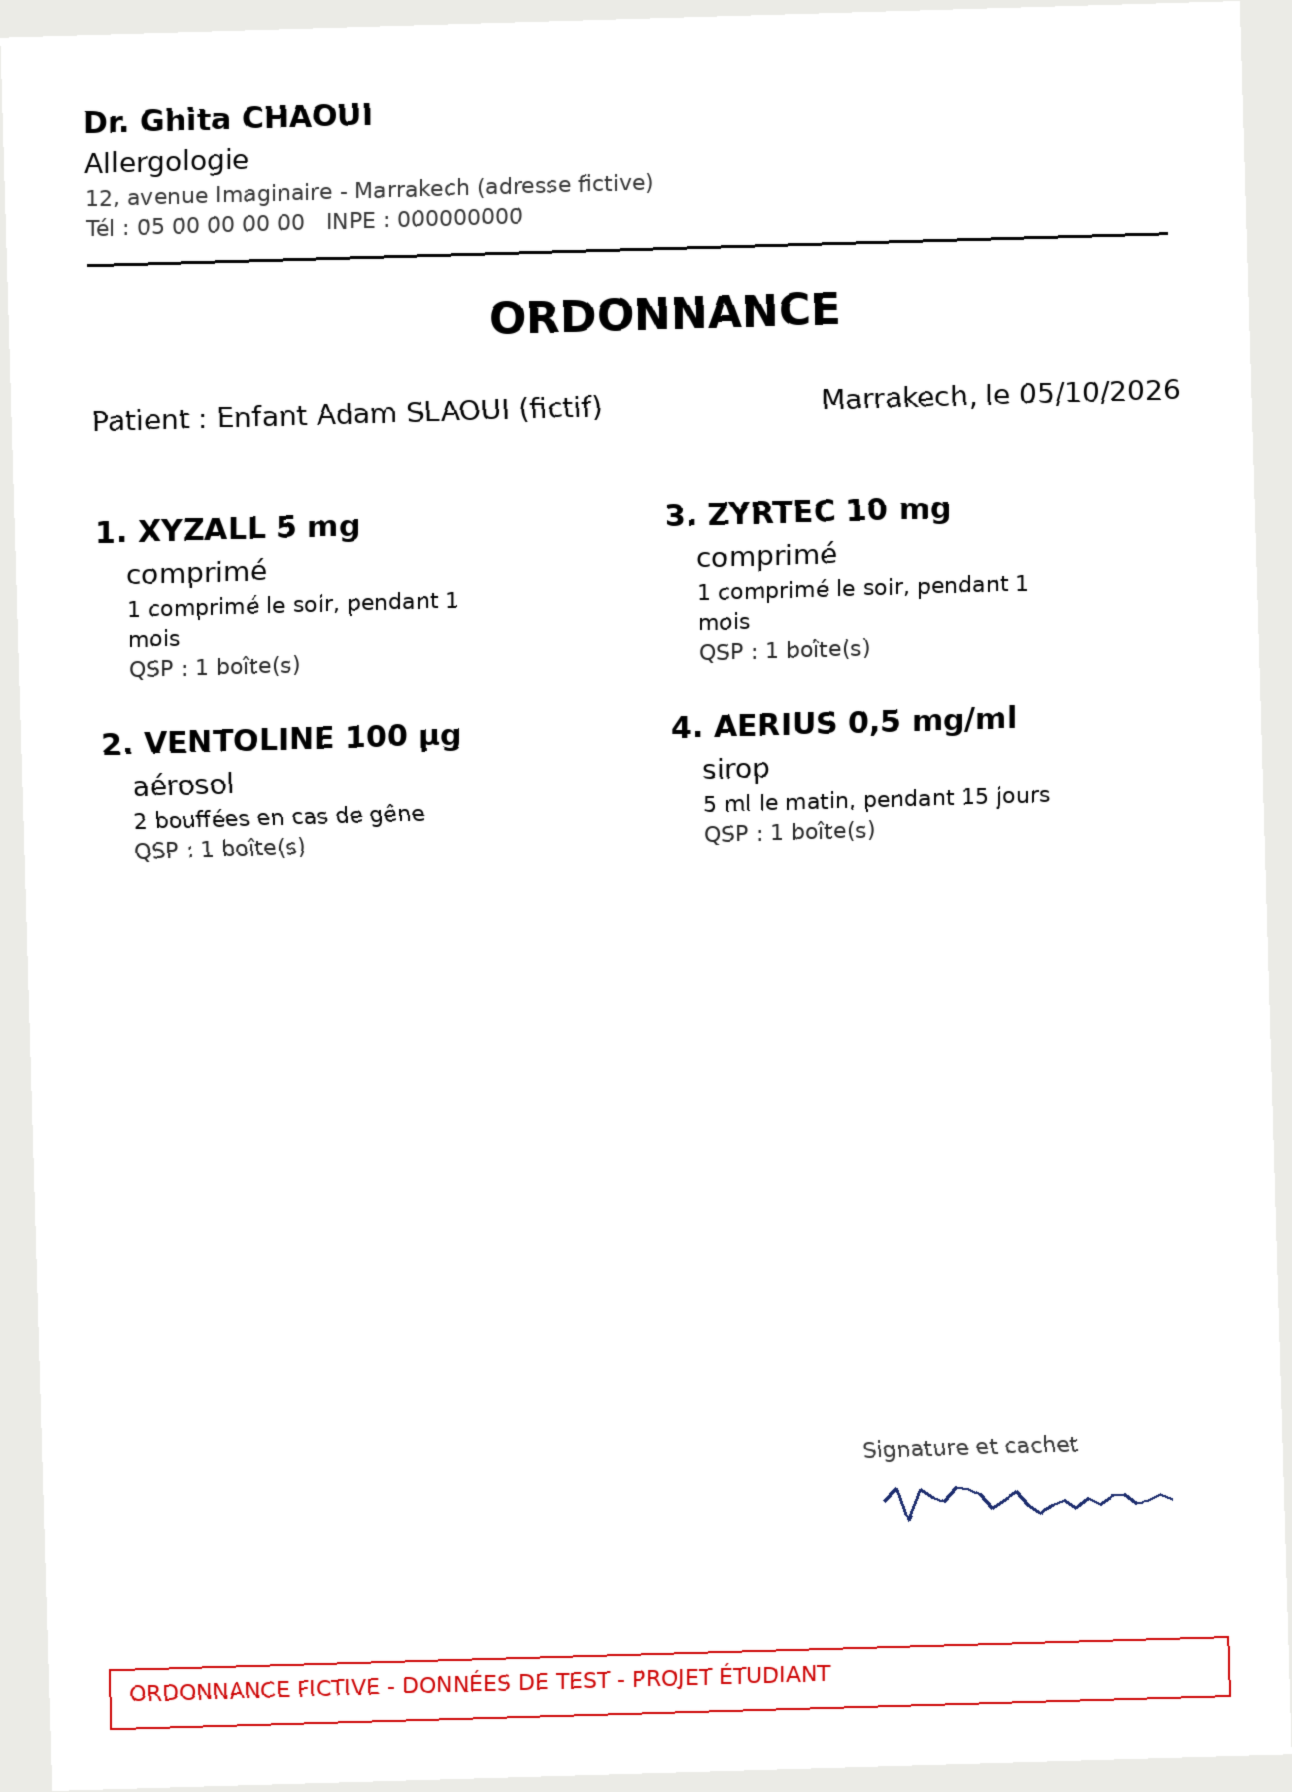 Dr. Ghita CHAOUI
Allergologie
12, avenue Imaginaire - Marrakech (adresse fictive)
Tél : 05 00 00 00 00   INPE : 000000000
ORDONNANCE
Patient : Enfant Adam SLAOUI (fictif)
Marrakech, le 05/10/2026
1. XYZALL 5 mg
comprimé
1 comprimé le soir, pendant 1
mois
QSP : 1 boîte(s)
2. VENTOLINE 100 µg
aérosol
2 bouffées en cas de gêne
QSP : 1 boîte(s)
3. ZYRTEC 10 mg
comprimé
1 comprimé le soir, pendant 1
mois
QSP : 1 boîte(s)
4. AERIUS 0,5 mg/ml
sirop
5 ml le matin, pendant 15 jours
QSP : 1 boîte(s)
Signature et cachet
ORDONNANCE FICTIVE - DONNÉES DE TEST - PROJET ÉTUDIANT